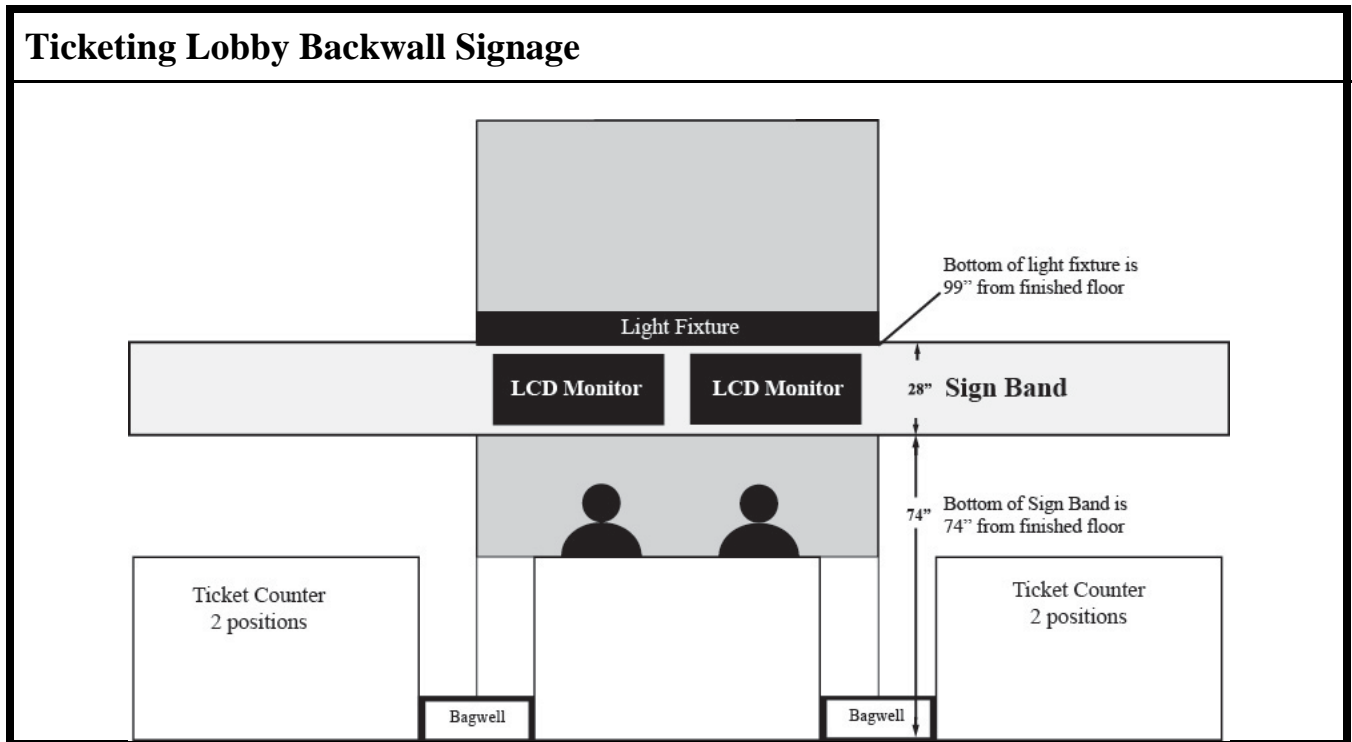 Ticketing Lobby Backwall Signage
Bottom of light fixture is
99” from finished floor
Light Fixture
LCD Monitor
LCD Monitor
28”
Sign Band
74”
Bottom of Sign Band is
74” from finished floor
Ticket Counter
2 positions
Ticket Counter
2 positions
Bagwell
Bagwell